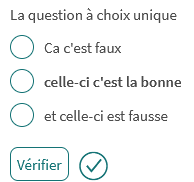 La question à choix unique
Ca c'est faux
celle-ci c'est la bonne
et celle-ci est fausse
Vérifier